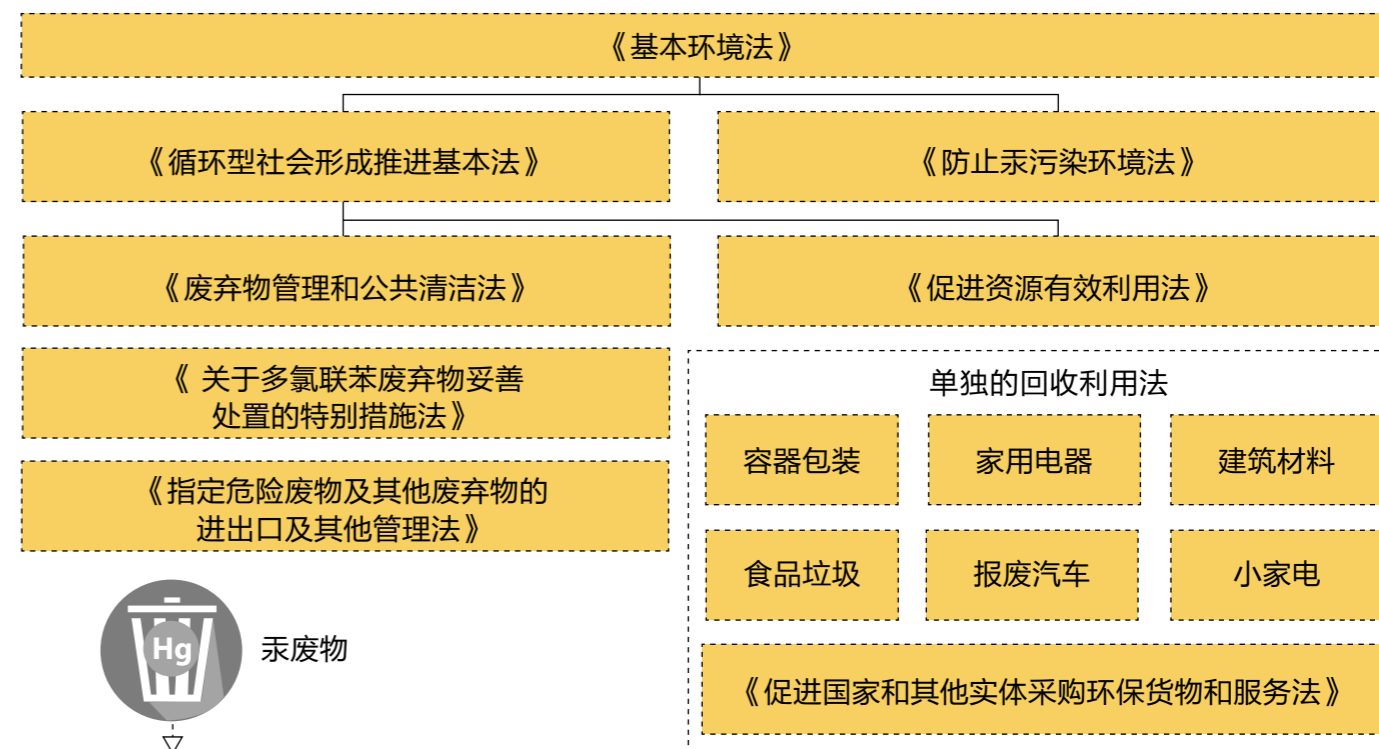 《基本环境法》
《循环型社会形成推进基本法》
《防止汞污染环境法》
《废弃物管理和公共清洁法》
《促进资源有效利用法》
《 关于多氯联苯废弃物妥善
处置的特别措施法》
《指定危险废物及其他废弃物的
进出口及其他管理法》
单独的回收利用法
容器包装
家用电器
建筑材料
食品垃圾
报废汽车
小家电
《促进国家和其他实体采购环保货物和服务法》
Hg
汞废物